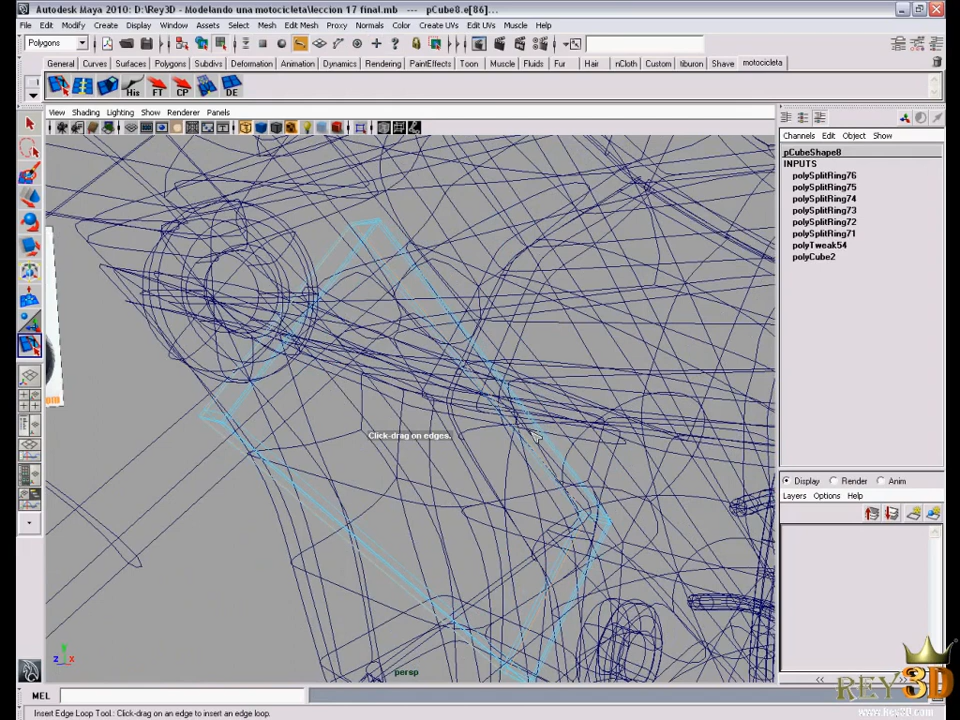 Autodesk Maya 2010: D:\Rey3D - Modelando una motocicleta\leccion 17 final.mb --- pCube8.e[86]...
File Edit Modify Create Display Window Assets Select Mesh Edit Mesh Proxy Normals Color Create UVs Edit UVs Muscle Help
Polygons
General Curves Surfaces Polygons Subdivs Deformation Animation Dynamics Rendering PaintEffects Toon Muscle Fluids Fur Hair nCloth Custom tiburon Shave motocicleta
His FT CP DE
View Shading Lighting Show Renderer Panels
Channels Edit Object Show
pCubeShape8
INPUTS
polySplitRing76
polySplitRing75
polySplitRing74
polySplitRing73
polySplitRing72
polySplitRing71
polyTweak54
polyCube2
om
Click-drag on edges.
Display Render Anim
Layers Options Help
y
z x
persp
REY3D
www.rey3d.com
MEL
Insert Edge Loop Tool: Click-drag on an edge to insert an edge loop.